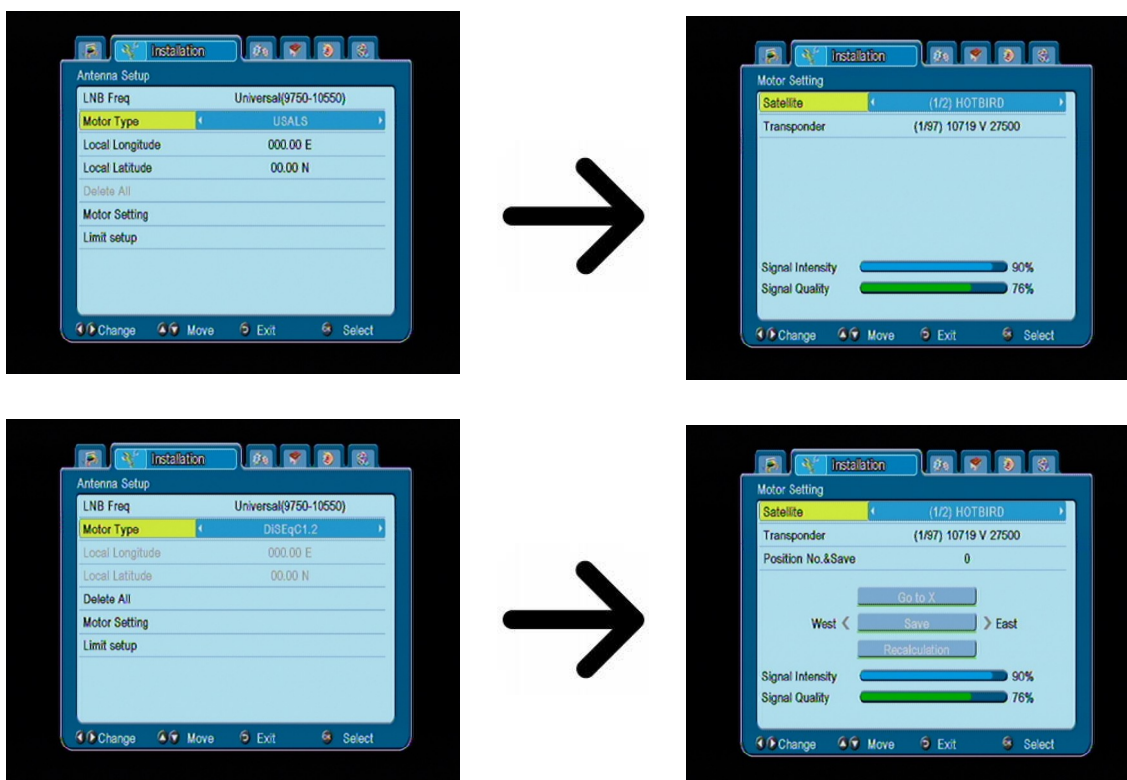 Installation
Antenna Setup
LNB Freq Universal(9750-10550)
Motor Type USALS
Local Longitude 000.00 E
Local Latitude 00.00 N
Delete All
Motor Setting
Limit setup
Change Move Exit Select
Installation
Motor Setting
Satellite (1/2) HOTBIRD
Transponder (1/97) 10719 V 27500
Signal Intensity 90%
Signal Quality 76%
Change Move Exit Select
Installation
Antenna Setup
LNB Freq Universal(9750-10550)
Motor Type DiSEqC1.2
Local Longitude 000.00 E
Local Latitude 00.00 N
Delete All
Motor Setting
Limit setup
Change Move Exit Select
Installation
Motor Setting
Satellite (1/2) HOTBIRD
Transponder (1/97) 10719 V 27500
Position No.&Save 0
Go to X
West Save East
Recalculation
Signal Intensity 90%
Signal Quality 76%
Change Move Exit Select